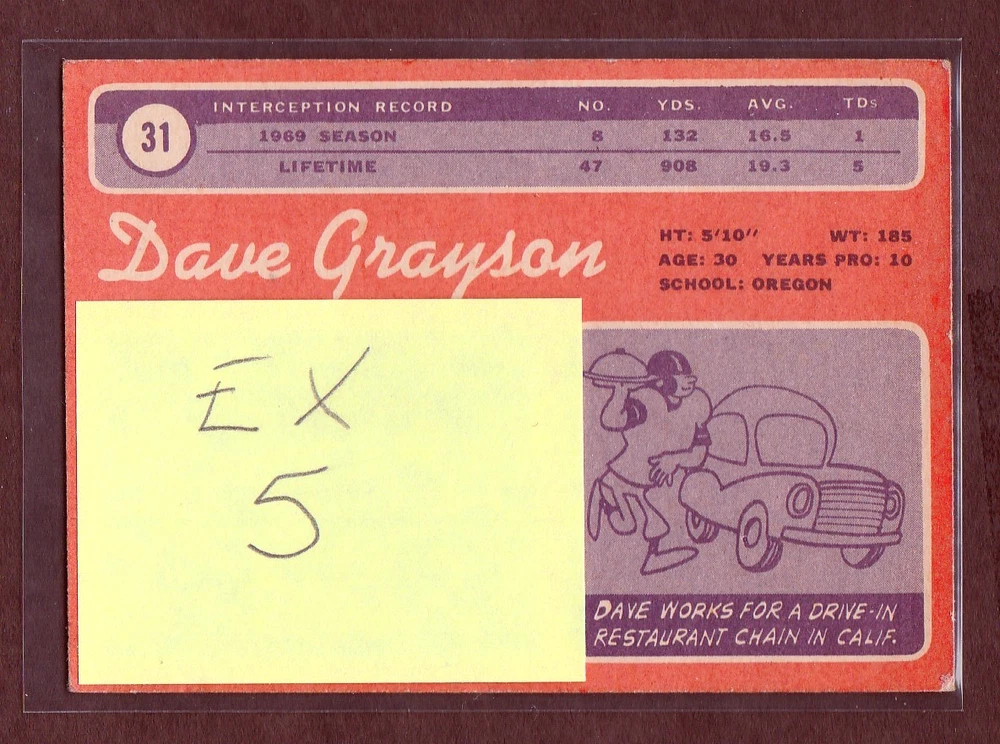 31
INTERCEPTION RECORD NO. YDS. AVG. TDs
1969 SEASON 8 132 16.5 1
LIFETIME 47 908 19.3 5
Dave Grayson
HT: 5'10" WT: 185
AGE: 30 YEARS PRO: 10
SCHOOL: OREGON
EX
5
DAVE WORKS FOR A DRIVE-IN
RESTAURANT CHAIN IN CALIF.